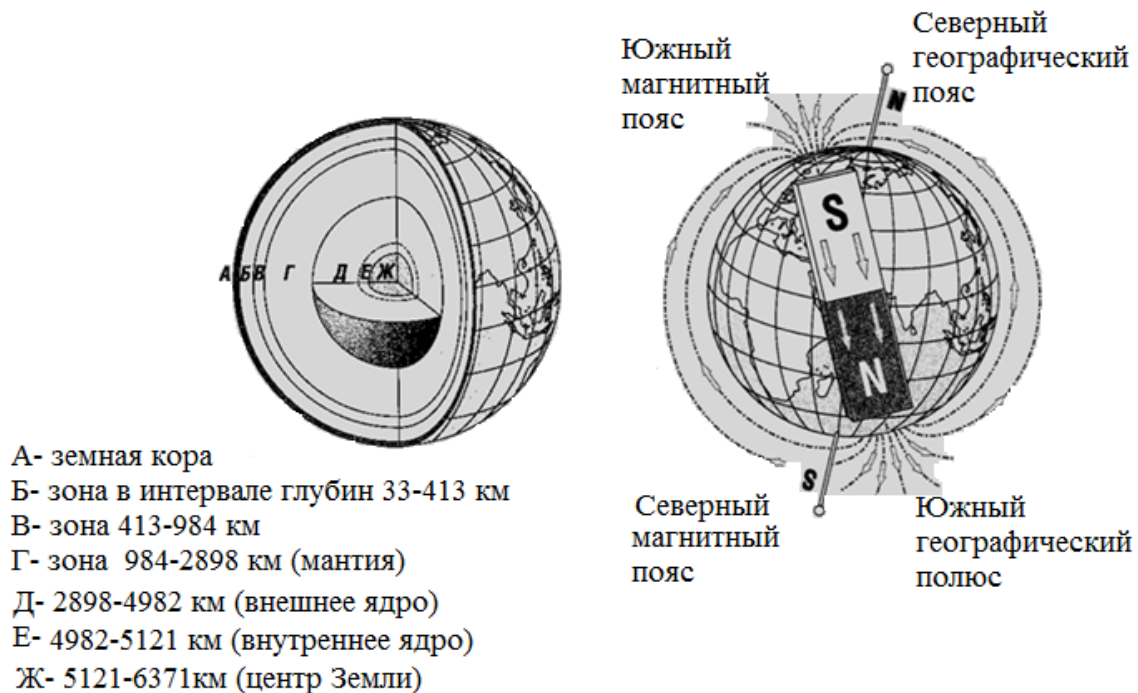 Южный
магнитный
пояс
Северный
географический
пояс
N
S
N
S
А Б В Г Д Е Ж
А- земная кора
Б- зона в интервале глубин 33-413 км
В- зона 413-984 км
Г- зона 984-2898 км (мантия)
Д- 2898-4982 км (внешнее ядро)
Е- 4982-5121 км (внутреннее ядро)
Ж- 5121-6371км (центр Земли)
Северный
магнитный
пояс
Южный
географический
полюс